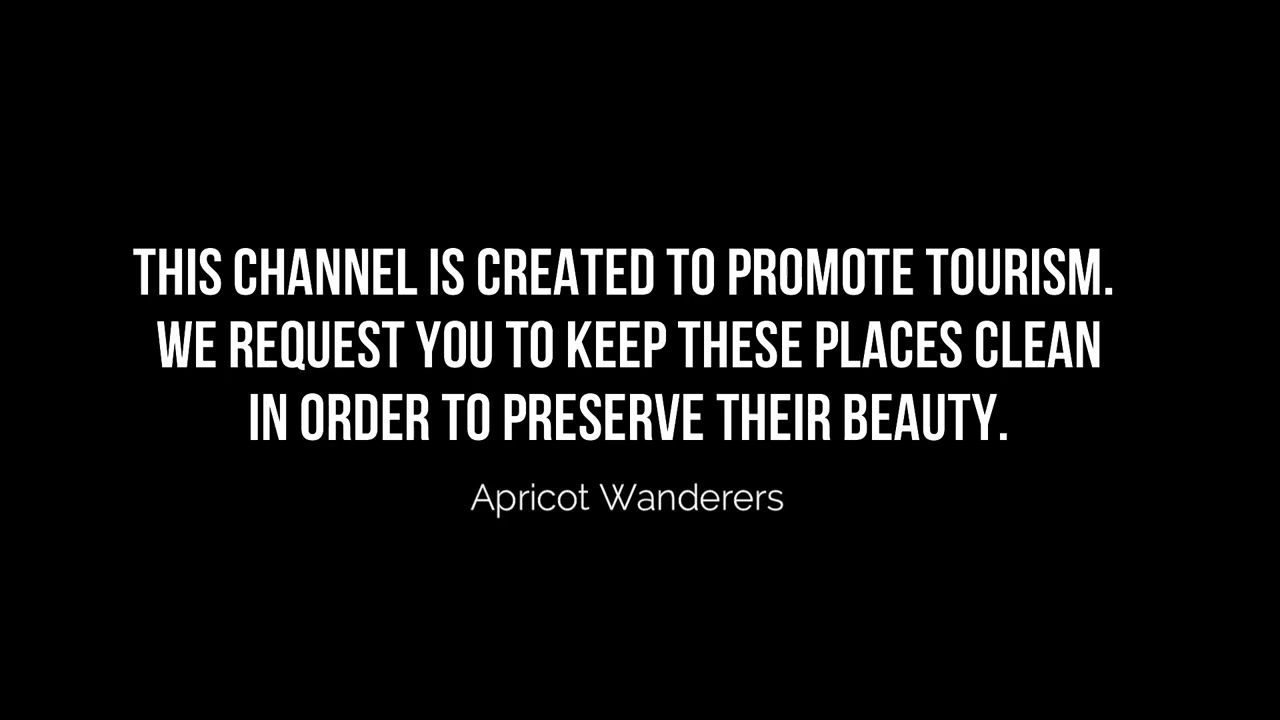 THIS CHANNEL IS CREATED TO PROMOTE TOURISM.
WE REQUEST YOU TO KEEP THESE PLACES CLEAN
IN ORDER TO PRESERVE THEIR BEAUTY.
Apricot Wanderers